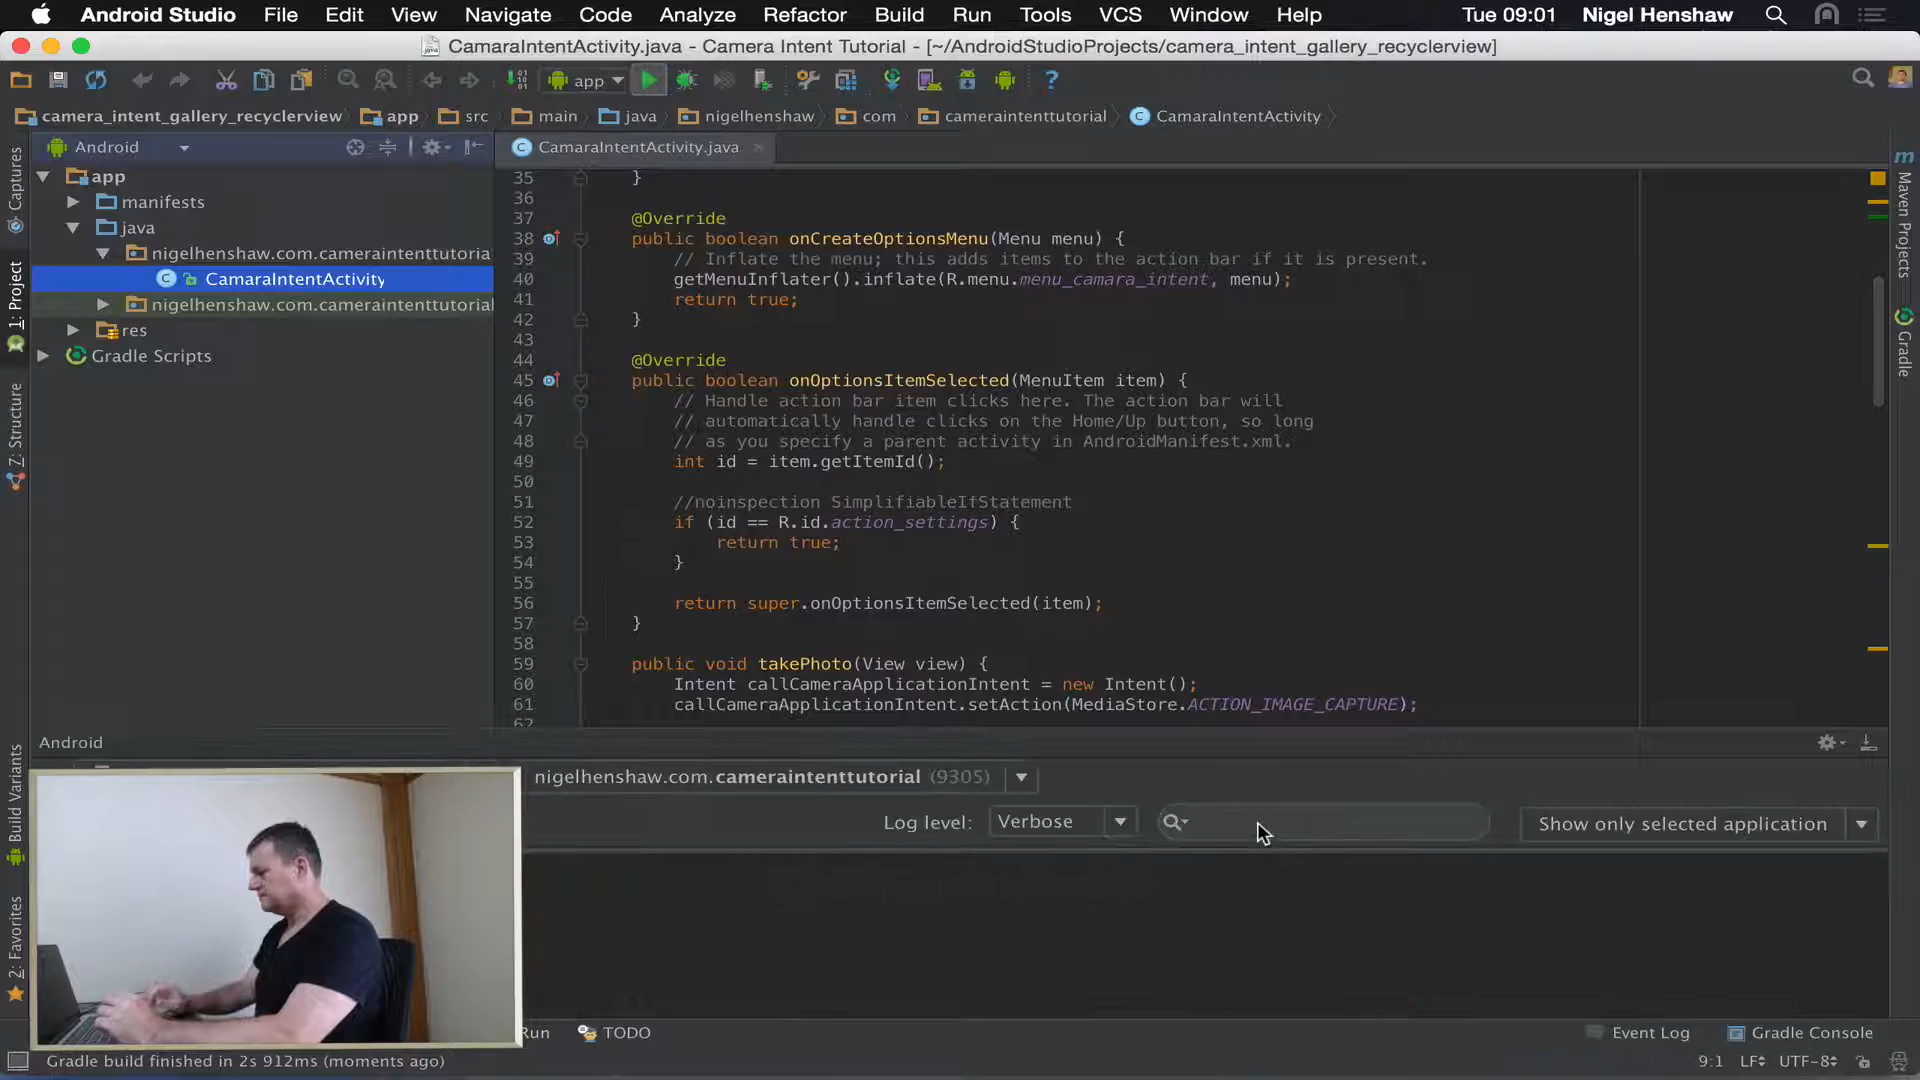 Android Studio File Edit View Navigate Code Analyze Refactor Build Run Tools VCS Window Help Tue 09:01 Nigel Henshaw
CamaraIntentActivity.java - Camera Intent Tutorial - [~/AndroidStudioProjects/camera_intent_gallery_recyclerview]
app
camera_intent_gallery_recyclerview app src main java nigelhenshaw com cameraintenttutorial CamaraIntentActivity
Android
CamaraIntentActivity.java
app
manifests
java
nigelhenshaw.com.cameraintenttutoria
CamaraIntentActivity
nigelhenshaw.com.cameraintenttutorial
res
Gradle Scripts
Captures
1: Project
7: Structure
Build Variants
2: Favorites
Maven Projects
Gradle
35 }
36
37 @Override
38 public boolean onCreateOptionsMenu(Menu menu) {
39 // Inflate the menu; this adds items to the action bar if it is present.
40 getMenuInflater().inflate(R.menu.menu_camara_intent, menu);
41 return true;
42 }
43
44 @Override
45 public boolean onOptionsItemSelected(MenuItem item) {
46 // Handle action bar item clicks here. The action bar will
47 // automatically handle clicks on the Home/Up button, so long
48 // as you specify a parent activity in AndroidManifest.xml.
49 int id = item.getItemId();
50
51 //noinspection SimplifiableIfStatement
52 if (id == R.id.action_settings) {
53 return true;
54 }
55
56 return super.onOptionsItemSelected(item);
57 }
58
59 public void takePhoto(View view) {
60 Intent callCameraApplicationIntent = new Intent();
61 callCameraApplicationIntent.setAction(MediaStore.ACTION_IMAGE_CAPTURE);
62
Android
nigelhenshaw.com.cameraintenttutorial (9305)
Log level: Verbose Show only selected application
Run TODO Event Log Gradle Console
Gradle build finished in 2s 912ms (moments ago) 9:1 LF UTF-8